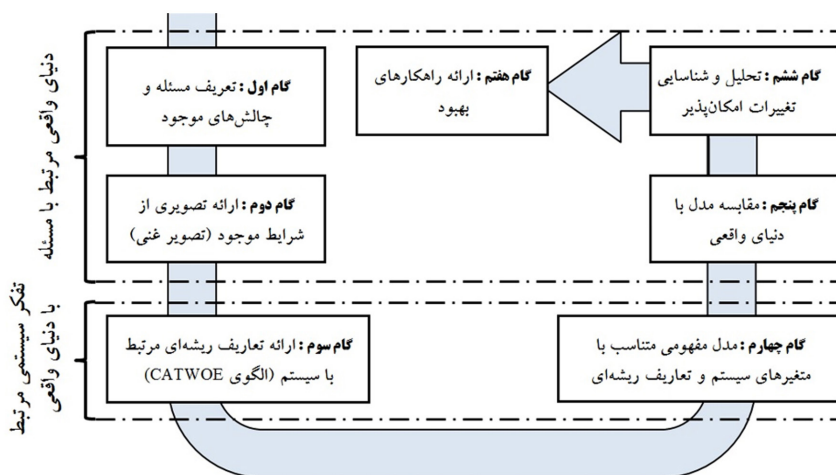 گام اول: تعریف مسئله و
چالش‌های موجود
گام دوم: ارائه تصویری از
شرایط موجود (تصویر غنی)
گام سوم: ارائه تعاریف ریشه‌ای مرتبط
با سیستم (الگوی CATWOE)
گام چهارم: مدل مفهومی متناسب با
متغیرهای سیستم و تعاریف ریشه‌ای
گام پنجم: مقایسه مدل با
دنیای واقعی
گام ششم: تحلیل و شناسایی
تغییرات امکان‌پذیر
گام هفتم: ارائه راهکارهای
بهبود
دنیای واقعی مرتبط با مسئله
تفکر سیستمی مرتبط
با دنیای واقعی